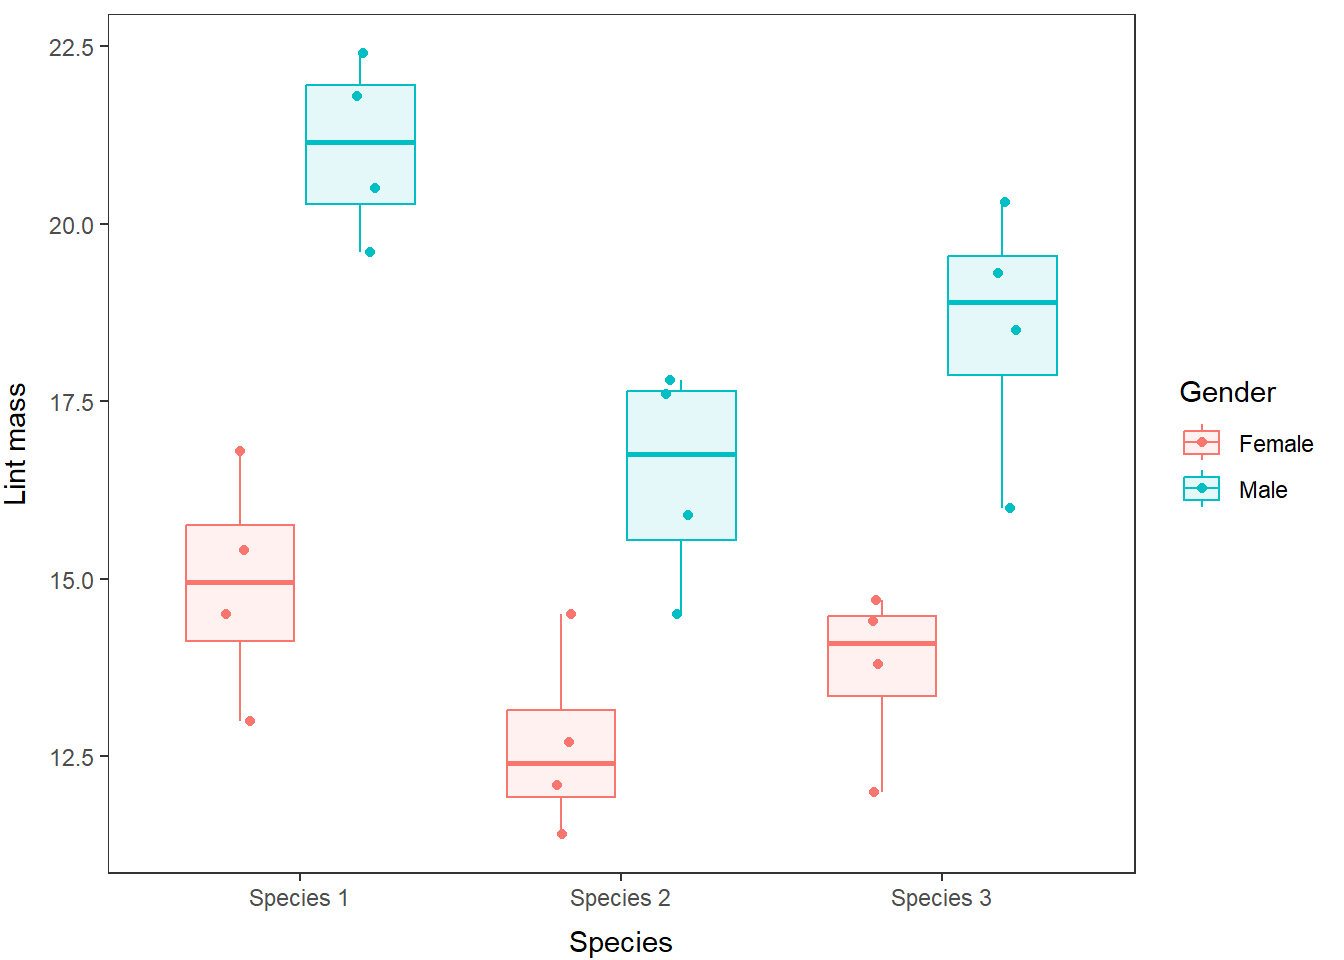 22.5
20.0
17.5
15.0
12.5
Lint mass
Species 1
Species 2
Species 3
Species
Gender
Female
Male